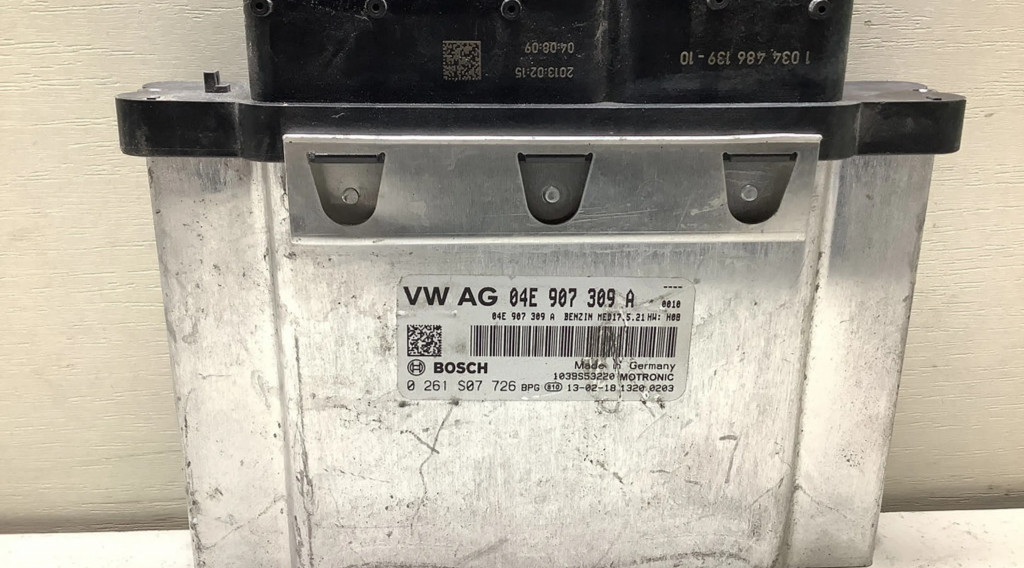 04:08:09
2013:02:15
1 034 486 139-10
VW AG 04E 907 309 A
----
0010
04E 907 309 A BENZIN MED17.5.21 HW: H08
BOSCH
Made in Germany
1039S53220 MOTRONIC
0 261 S07 726 BPG 810 13-02-18 1320 0203